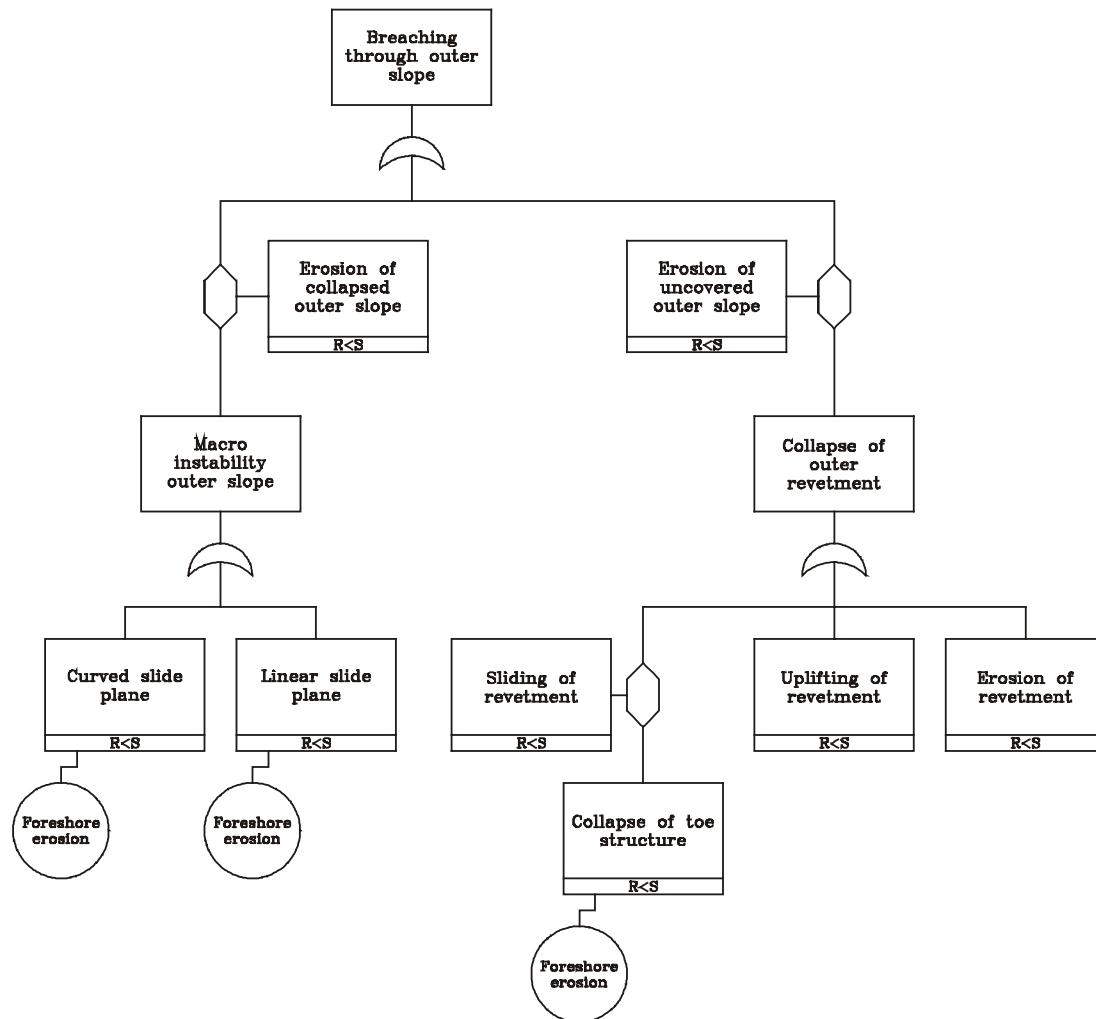 Breaching
through outer
slope
Erosion of
collapsed
outer slope
R<S
Erosion of
uncovered
outer slope
R<S
Macro
instability
outer slope
Collapse of
outer
revetment
Curved slide
plane
R<S
Linear slide
plane
R<S
Sliding of
revetment
R<S
Uplifting of
revetment
R<S
Erosion of
revetment
R<S
Foreshore
erosion
Foreshore
erosion
Collapse of toe
structure
R<S
Foreshore
erosion